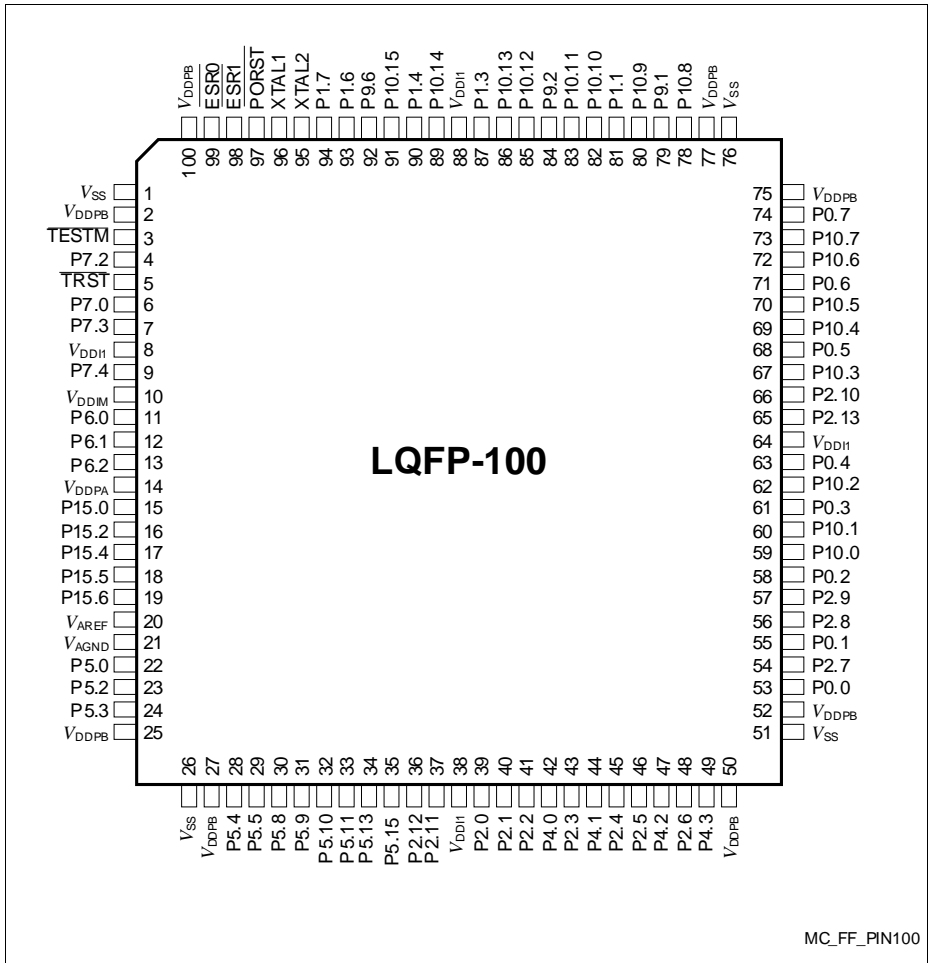 VDDPB
ESR0
ESR1
PORST
XTAL1
XTAL2
P1.7
P1.6
P9.6
P10.15
P1.4
P10.14
VDDI1
P1.3
P10.13
P10.12
P9.2
P10.11
P10.10
P1.1
P10.9
P9.1
P10.8
VDDPB
VSS
100
99
98
97
96
95
94
93
92
91
90
89
88
87
86
85
84
83
82
81
80
79
78
77
76
VSS 1
VDDPB 2
TESTM 3
P7.2 4
TRST 5
P7.0 6
P7.3 7
VDDI1 8
P7.4 9
VDDIM 10
P6.0 11
P6.1 12
P6.2 13
VDDPA 14
P15.0 15
P15.2 16
P15.4 17
P15.5 18
P15.6 19
VAREF 20
VAGND 21
P5.0 22
P5.2 23
P5.3 24
VDDPB 25
LQFP-100
75 VDDPB
74 P0.7
73 P10.7
72 P10.6
71 P0.6
70 P10.5
69 P10.4
68 P0.5
67 P10.3
66 P2.10
65 P2.13
64 VDDI1
63 P0.4
62 P10.2
61 P0.3
60 P10.1
59 P10.0
58 P0.2
57 P2.9
56 P2.8
55 P0.1
54 P2.7
53 P0.0
52 VDDPB
51 VSS
26
27
28
29
30
31
32
33
34
35
36
37
38
39
40
41
42
43
44
45
46
47
48
49
50
VSS
VDDPB
P5.4
P5.5
P5.8
P5.9
P5.10
P5.11
P5.13
P5.15
P2.12
P2.11
VDDI1
P2.0
P2.1
P2.2
P4.0
P2.3
P4.1
P2.4
P2.5
P4.2
P2.6
P4.3
VDDPB
MC_FF_PIN100